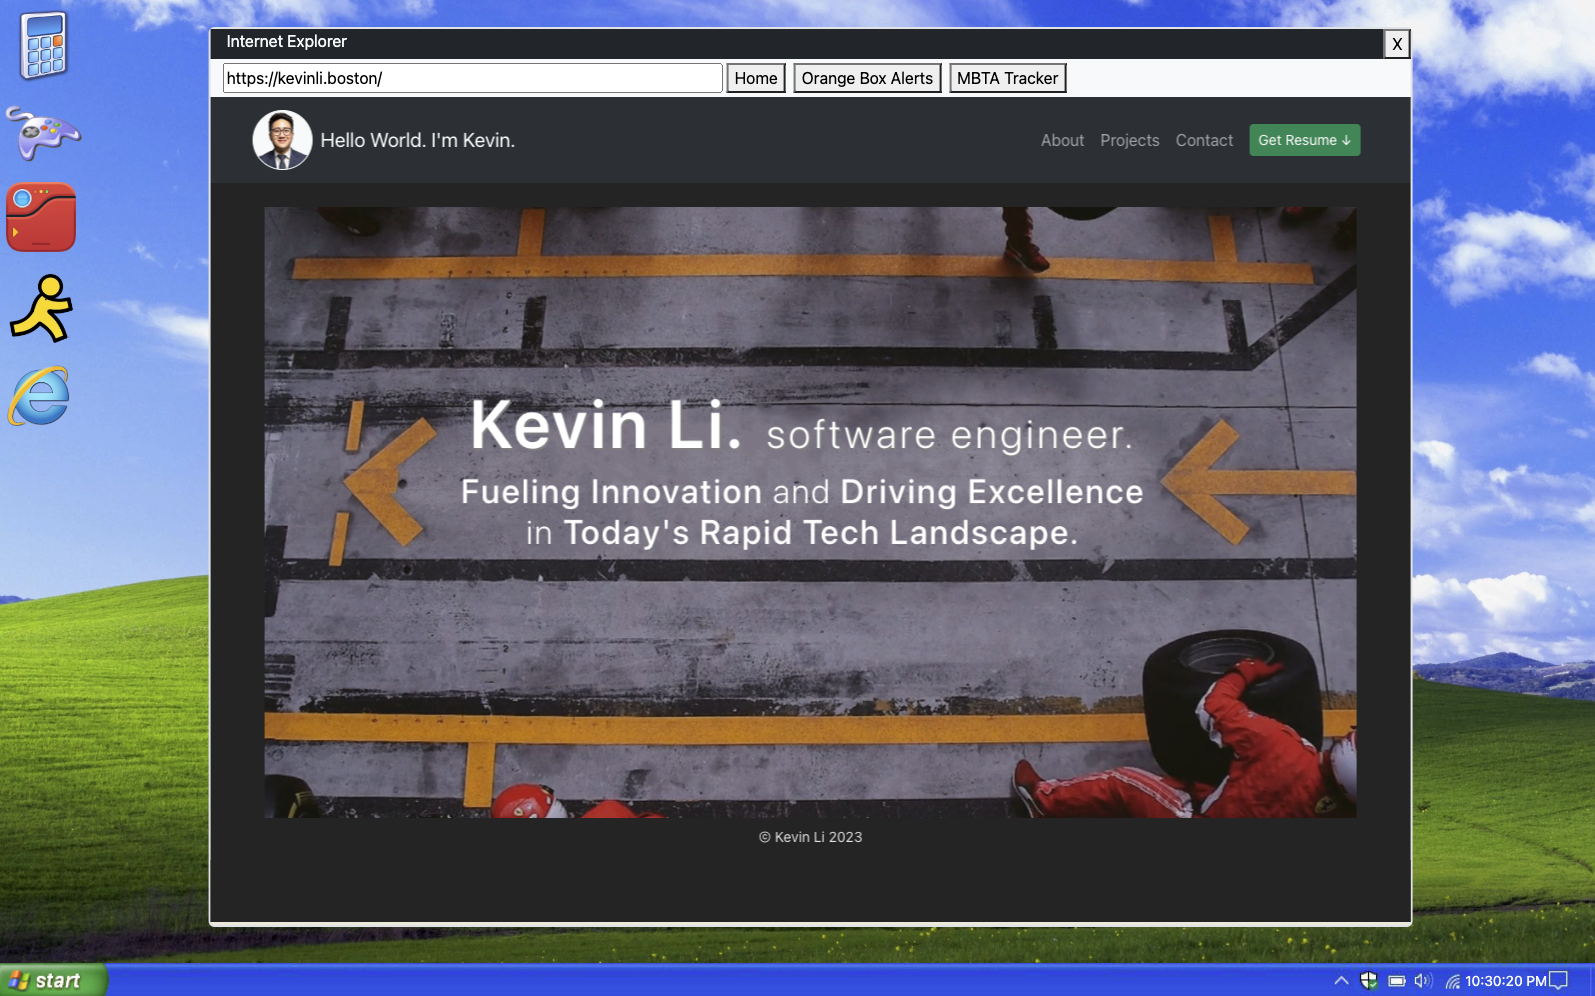 Internet Explorer
X
https://kevinli.boston/
Home
Orange Box Alerts
MBTA Tracker
Hello World. I'm Kevin.
About
Projects
Contact
Get Resume ↓
Kevin Li. software engineer.
Fueling Innovation and Driving Excellence
in Today's Rapid Tech Landscape.
© Kevin Li 2023
start
10:30:20 PM